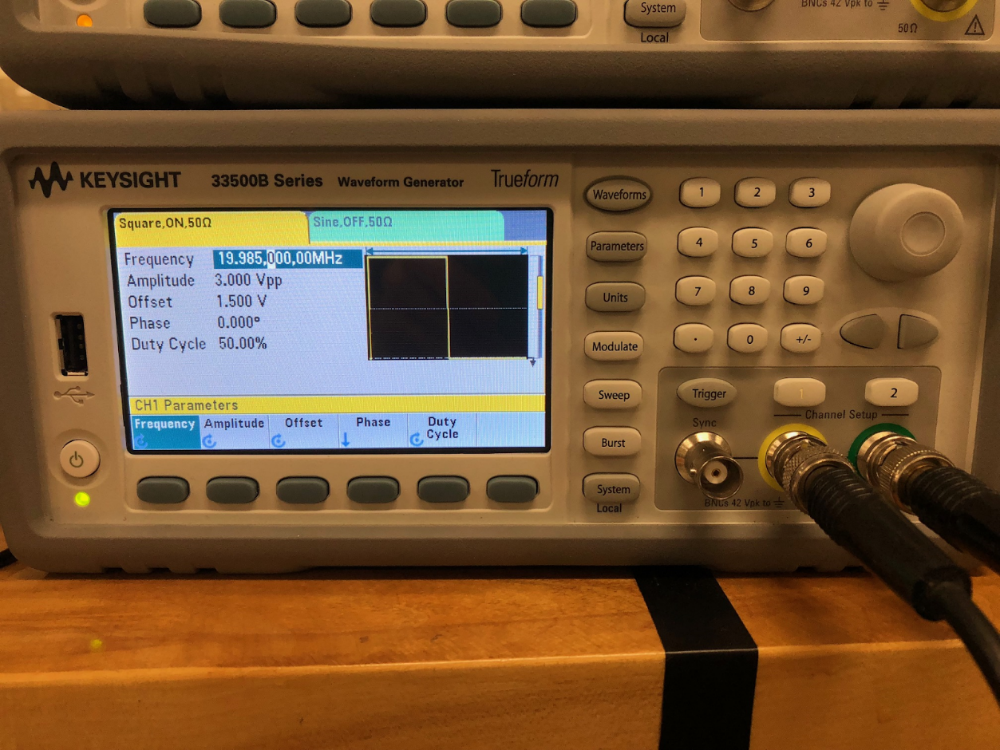 System
Local
BNCs 42 Vpk to
50Ω
KEYSIGHT 33500B Series Waveform Generator Trueform
Square,ON,50Ω
Sine,OFF,50Ω
Frequency 19.985,000,00MHz
Amplitude 3.000 Vpp
Offset 1.500 V
Phase 0.000°
Duty Cycle 50.00%
CH1 Parameters
Frequency Amplitude Offset Phase Duty
Cycle
Waveforms
Parameters
Units
Modulate
Sweep
Burst
System
Local
1 2 3
4 5 6
7 8 9
. 0 +/-
Trigger 1 2
Channel Setup
Sync
BNCs 42 Vpk to